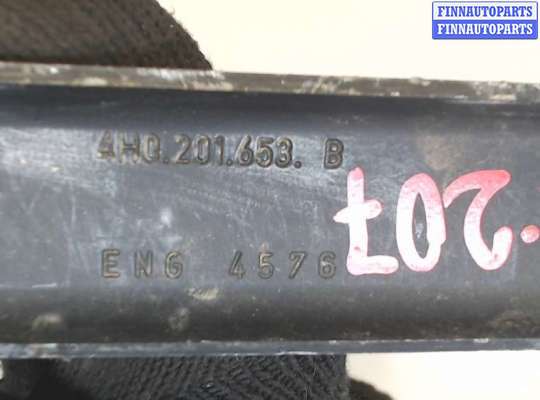 FINNAUTOPARTS
FINNAUTOPARTS
4H0.201.653. B
ENG 4576
.207